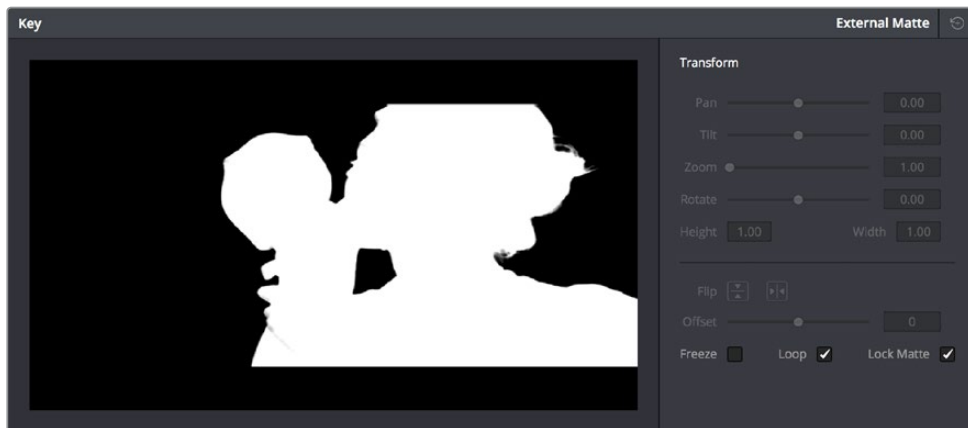 Key External Matte
Transform
Pan 0.00
Tilt 0.00
Zoom 1.00
Rotate 0.00
Height 1.00 Width 1.00
Flip
Offset 0
Freeze Loop Lock Matte